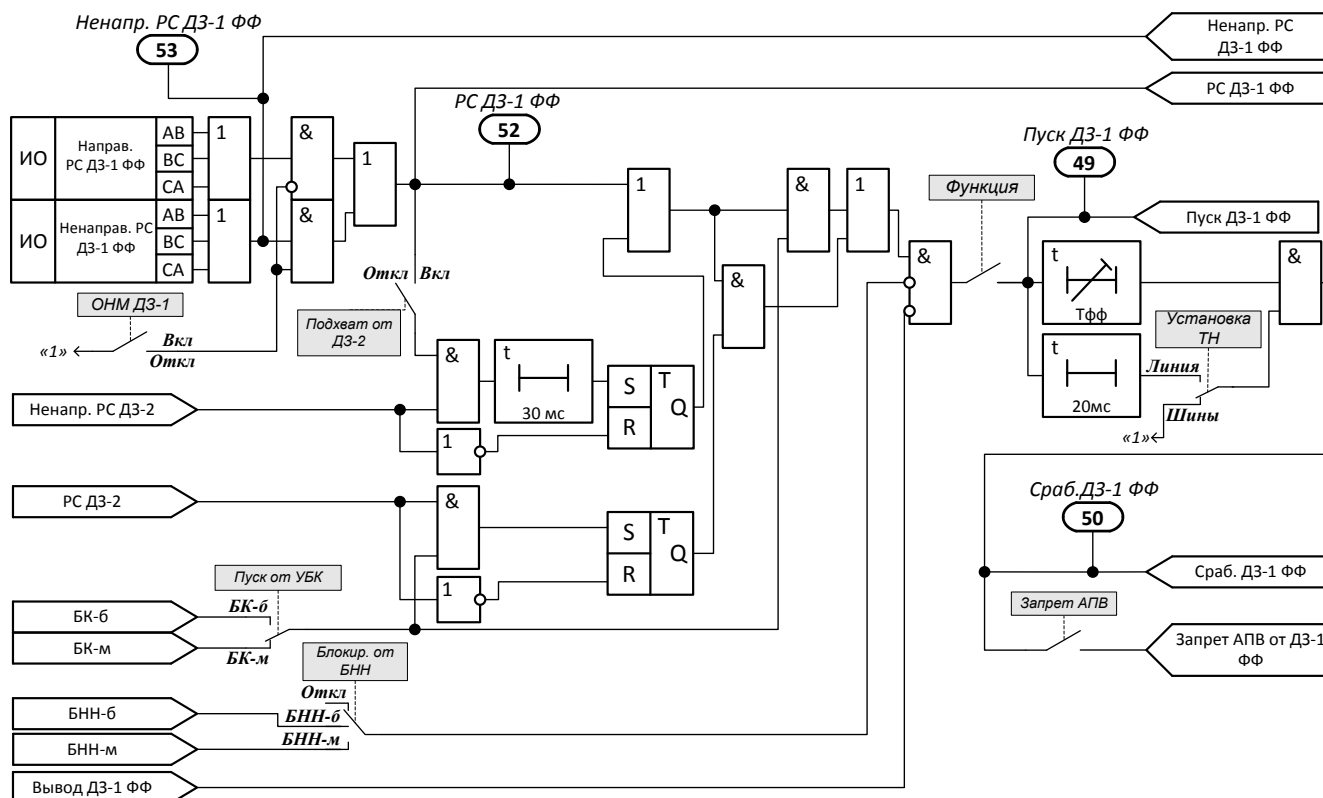 Ненапр. РС ДЗ-1 ФФ
53
Ненапр. РС
ДЗ-1 ФФ
РС ДЗ-1 ФФ
РС ДЗ-1 ФФ
52
Пуск ДЗ-1 ФФ
49
Пуск ДЗ-1 ФФ
ИО
Направ.
РС ДЗ-1 ФФ
AB
BC
CA
1
&
1
ИО
Ненаправ. РС
ДЗ-1 ФФ
AB
BC
CA
1
&
1
&
1
&
Функция
&
t
Тфф
&
ОНМ ДЗ-1
«1»
Вкл
Откл
Откл
Вкл
Подхват от
ДЗ-2
t
20мс
Установка
ТН
Линия
Шины
«1»
Ненапр. РС ДЗ-2
&
t
30 мс
S
R
T
Q
1
РС ДЗ-2
&
S
R
T
Q
1
Сраб.ДЗ-1 ФФ
50
Сраб. ДЗ-1 ФФ
Запрет АПВ
Запрет АПВ от ДЗ-1
ФФ
Пуск от УБК
БК-б
БК-б
БК-м
БК-м
Блокир. от
БНН
Откл
БНН-б
БНН-б
БНН-м
БНН-м
Вывод ДЗ-1 ФФ